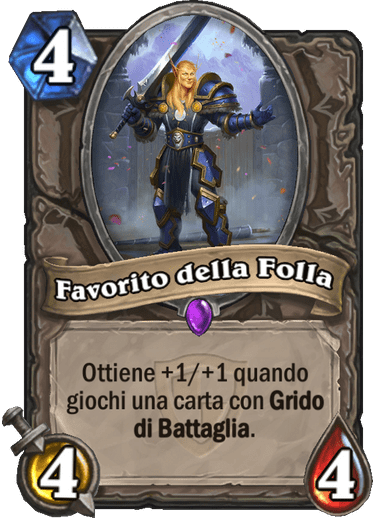 4
Favorito della Folla
Ottiene +1/+1 quando
giochi una carta con Grido
di Battaglia.
4
4